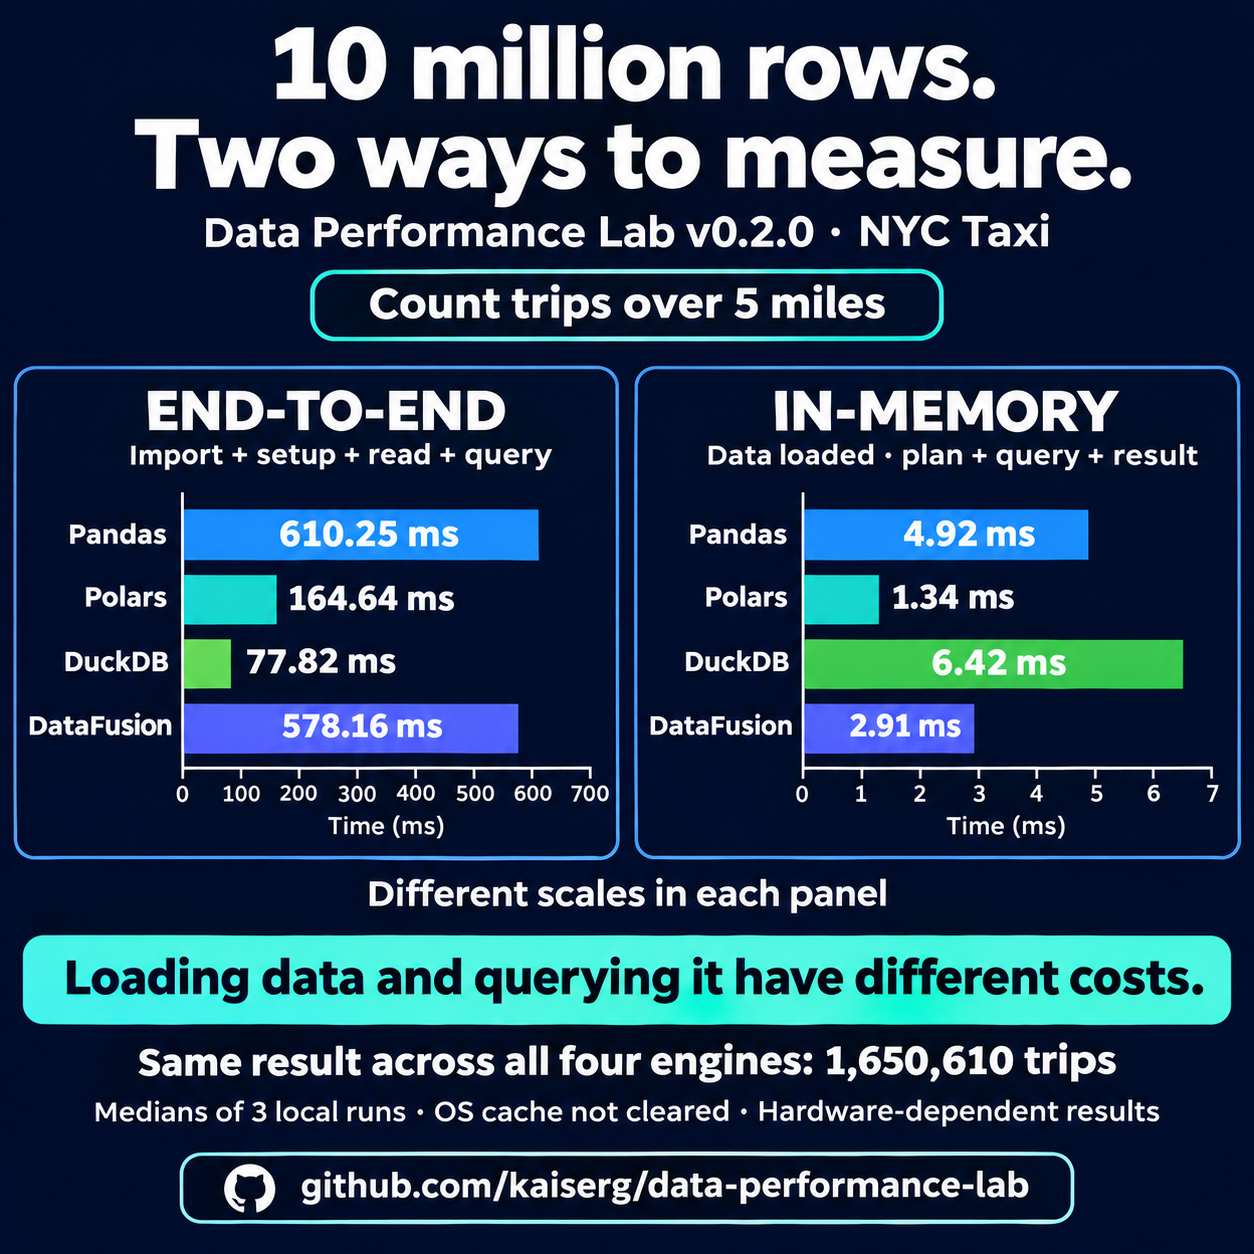 10 million rows.
Two ways to measure.
Data Performance Lab v0.2.0 · NYC Taxi
Count trips over 5 miles
END-TO-END
Import + setup + read + query
Pandas 610.25 ms
Polars 164.64 ms
DuckDB 77.82 ms
DataFusion 578.16 ms
0 100 200 300 400 500 600 700
Time (ms)
IN-MEMORY
Data loaded · plan + query + result
Pandas 4.92 ms
Polars 1.34 ms
DuckDB 6.42 ms
DataFusion 2.91 ms
0 1 2 3 4 5 6 7
Time (ms)
Different scales in each panel
Loading data and querying it have different costs.
Same result across all four engines: 1,650,610 trips
Medians of 3 local runs · OS cache not cleared · Hardware-dependent results
github.com/kaiserg/data-performance-lab